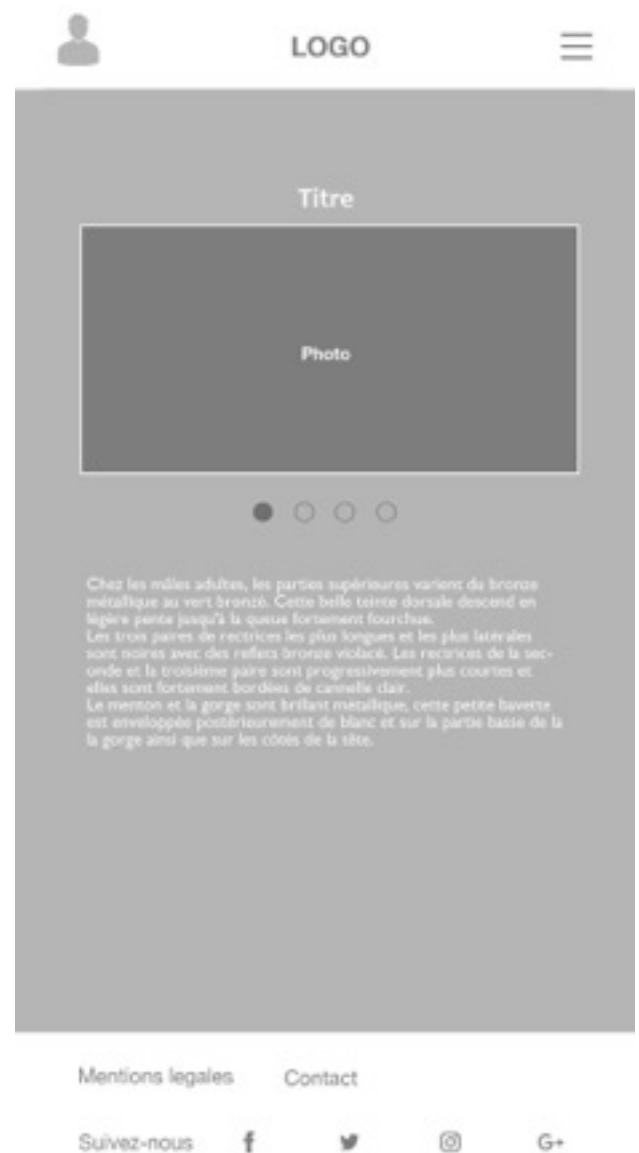 LOGO
Titre
Photo
Chez les mâles adultes, les parties supérieures varient du bronze
métallique au vert bronzé. Cette belle teinte dorsale descend en
légère pente jusqu'à la queue fortement fourchue.
Les trois paires de rectrices les plus longues et les plus latérales
sont noires avec des reflets bronze violacé. Les rectrices de la sec-
onde et la troisième paire sont progressivement plus courtes et
elles sont fortement bordées de cannelle clair.
Le menton et la gorge sont brillant métallique, cette petite bavette
est enveloppée postérieurement de blanc et sur la partie basse de la
la gorge ainsi que sur les côtés de la tête.
Mentions legales Contact
Suivez-nous f G+